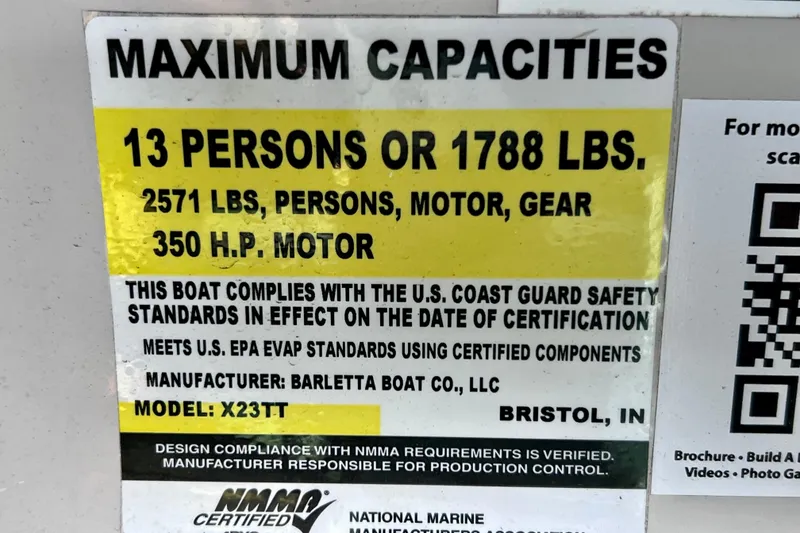 MAXIMUM CAPACITIES
13 PERSONS OR 1788 LBS.
2571 LBS, PERSONS, MOTOR, GEAR
350 H.P. MOTOR
THIS BOAT COMPLIES WITH THE U.S. COAST GUARD SAFETY
STANDARDS IN EFFECT ON THE DATE OF CERTIFICATION
MEETS U.S. EPA EVAP STANDARDS USING CERTIFIED COMPONENTS
MANUFACTURER: BARLETTA BOAT CO., LLC
MODEL: X23TT BRISTOL, IN
DESIGN COMPLIANCE WITH NMMA REQUIREMENTS IS VERIFIED.
MANUFACTURER RESPONSIBLE FOR PRODUCTION CONTROL.
NMMA®
CERTIFIED
NATIONAL MARINE
MANUFACTURERS ASSOCIATION
For mo
sca
Brochure • Build A
Videos • Photo Ga